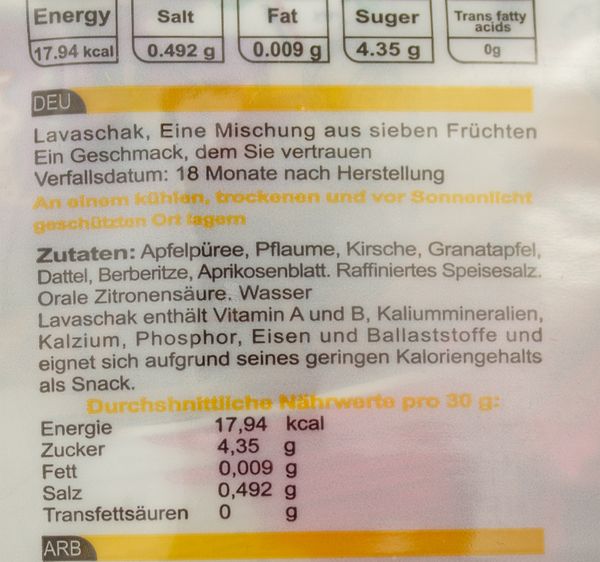 Energy Salt Fat Suger Trans fatty
acids
17.94 kcal 0.492 g 0.009 g 4.35 g 0g
DEU
Lavaschak, Eine Mischung aus sieben Früchten
Ein Geschmack, dem Sie vertrauen
Verfallsdatum: 18 Monate nach Herstellung
An einem kühlen, trockenen und vor Sonnenlicht
geschützten Ort lagern
Zutaten: Apfelpüree, Pflaume, Kirsche, Granatapfel,
Dattel, Berberitze, Aprikosenblatt. Raffiniertes Speisesalz.
Orale Zitronensäure. Wasser
Lavaschak enthält Vitamin A und B, Kaliummineralien,
Kalzium, Phosphor, Eisen und Ballaststoffe und
eignet sich aufgrund seines geringen Kaloriengehalts
als Snack.
Durchshnittliche Nährwerte pro 30 g:
Energie 17,94 kcal
Zucker 4,35 g
Fett 0,009 g
Salz 0,492 g
Transfettsäuren 0 g
ARB